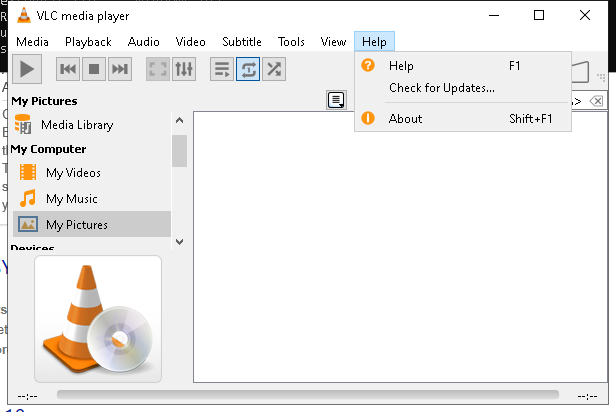 VLC media player
Media Playback Audio Video Subtitle Tools View Help
Help F1
Check for Updates...
About Shift+F1
My Pictures
Media Library
My Computer
My Videos
My Music
My Pictures
Devices
--:-- --:--